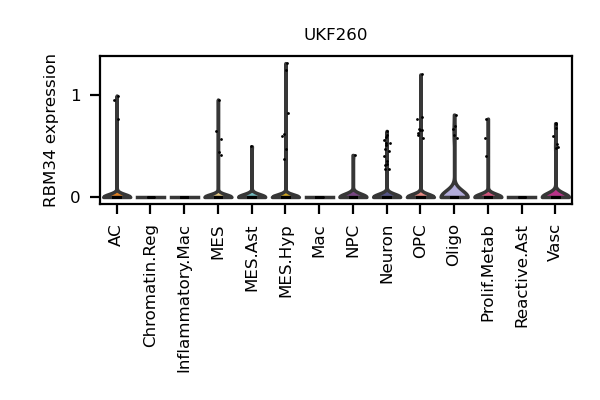 UKF260
RBM34 expression
1
0
AC
Chromatin.Reg
Inflammatory.Mac
MES
MES.Ast
MES.Hyp
Mac
NPC
Neuron
OPC
Oligo
Prolif.Metab
Reactive.Ast
Vasc